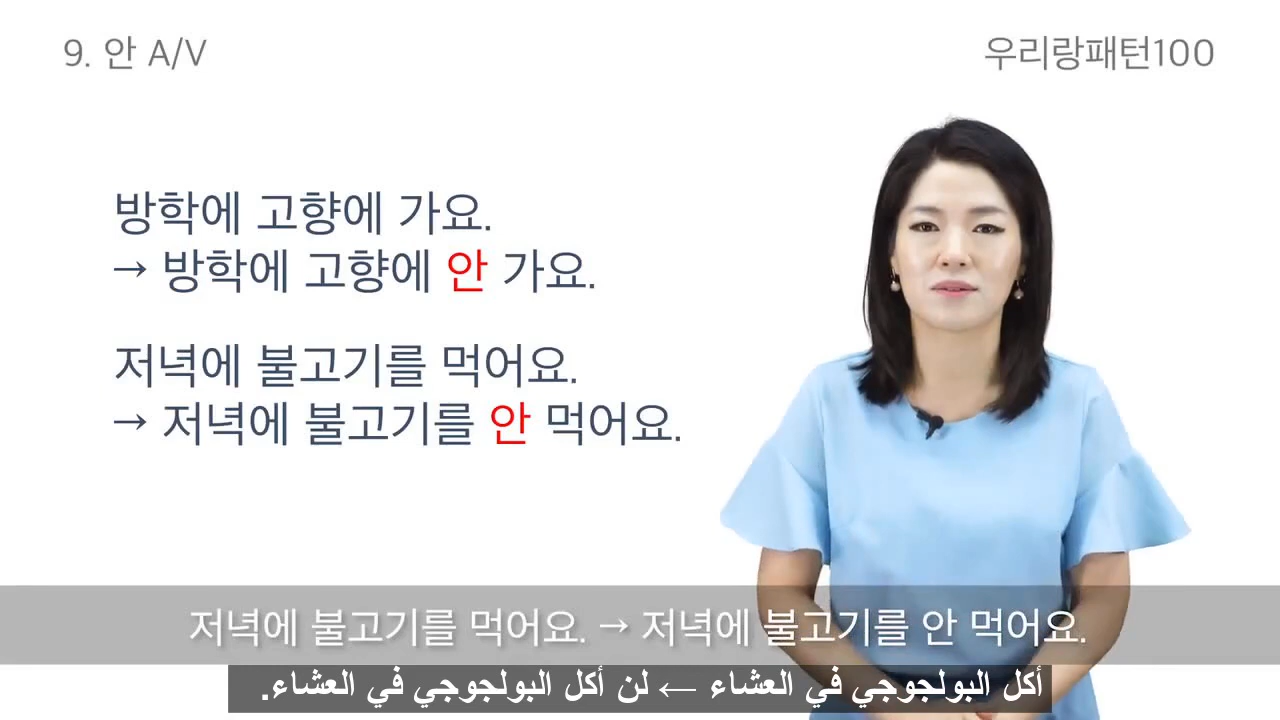 9. 안 A/V
우리랑패턴100
방학에 고향에 가요.
→ 방학에 고향에 안 가요.
저녁에 불고기를 먹어요.
→ 저녁에 불고기를 안 먹어요.
저녁에 불고기를 먹어요. → 저녁에 불고기를 안 먹어요.
أكل البولجوجي في العشاء ← لن أكل البولجوجي في العشاء.